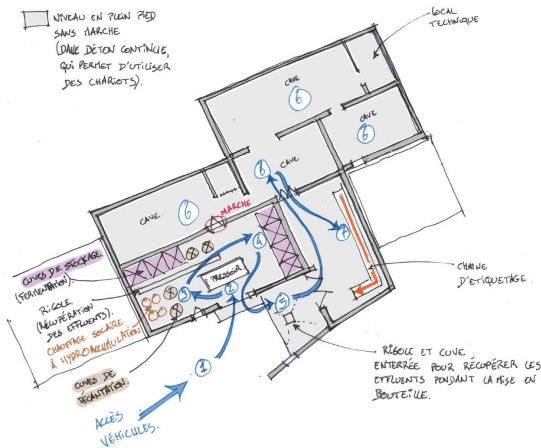 NIVEAU EN PLEIN PIED
SANS MARCHE
(DALLE BÉTON CONTINUE,
QUI PERMET D'UTILISER
DES CHARIOTS).
LOCAL
TECHNIQUE
CAVE
6
CAVE
6
CAVE
6
CAVE
6
MARCHE
4
7
PRESSOIR
3
2
5
1
CUVES DE STOCKAGE
(FERMENTATION).
RIGOLE
(RÉCUPÉRATION
DES EFFLUENTS).
CHAUFFAGE SOLAIRE
À HYDROACCUMULATION
CUVES DE
DÉCANTATION
ACCÈS
VÉHICULES.
CHAINE
D'ETIQUETAGE.
RIGOLE ET CUVE
ENTERRÉE POUR RÉCUPÉRER LES
EFFLUENTS PENDANT LA MISE EN
BOUTEILLE.